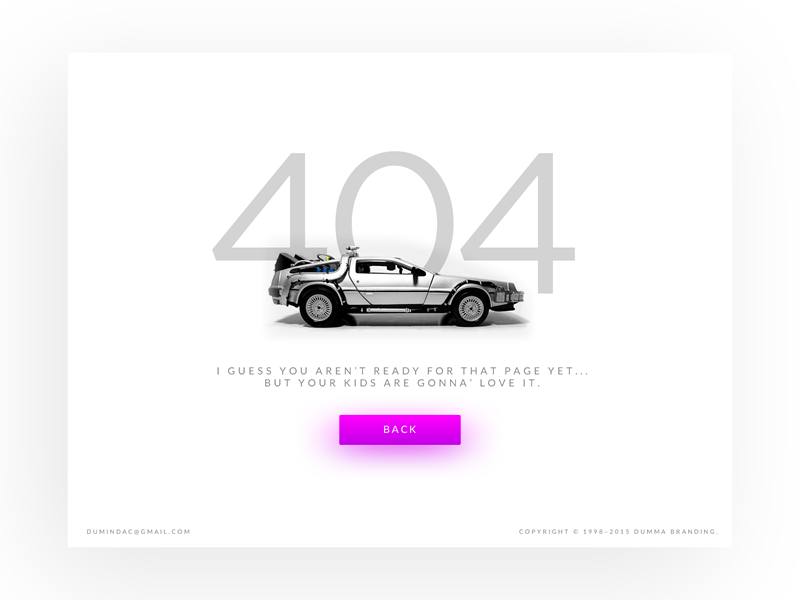 404
I GUESS YOU AREN'T READY FOR THAT PAGE YET...
BUT YOUR KIDS ARE GONNA' LOVE IT.
BACK
DUMINDAC@GMAIL.COM
COPYRIGHT © 1998-2015 DUMMA BRANDING.